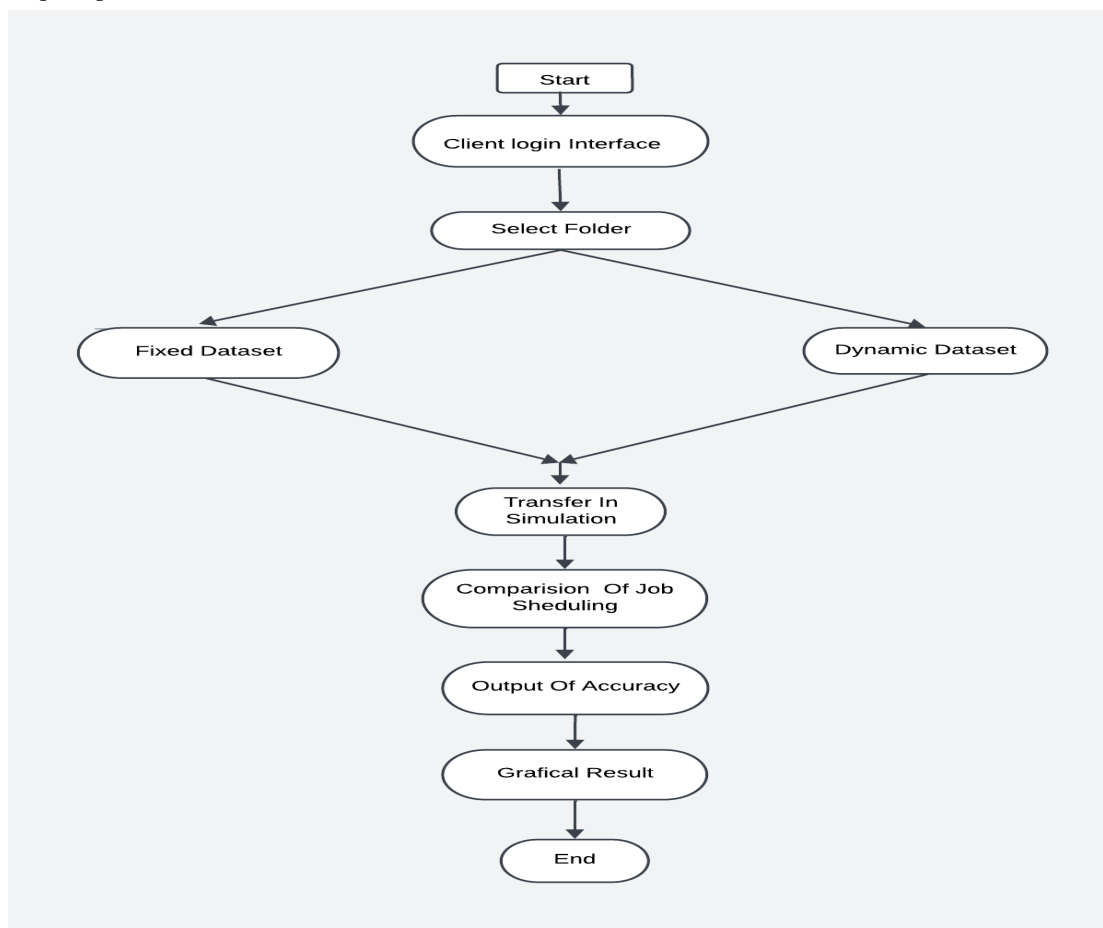 Start
Client login Interface
Select Folder
Fixed Dataset
Dynamic Dataset
Transfer In
Simulation
Comparision Of Job
Sheduling
Output Of Accuracy
Grafical Result
End